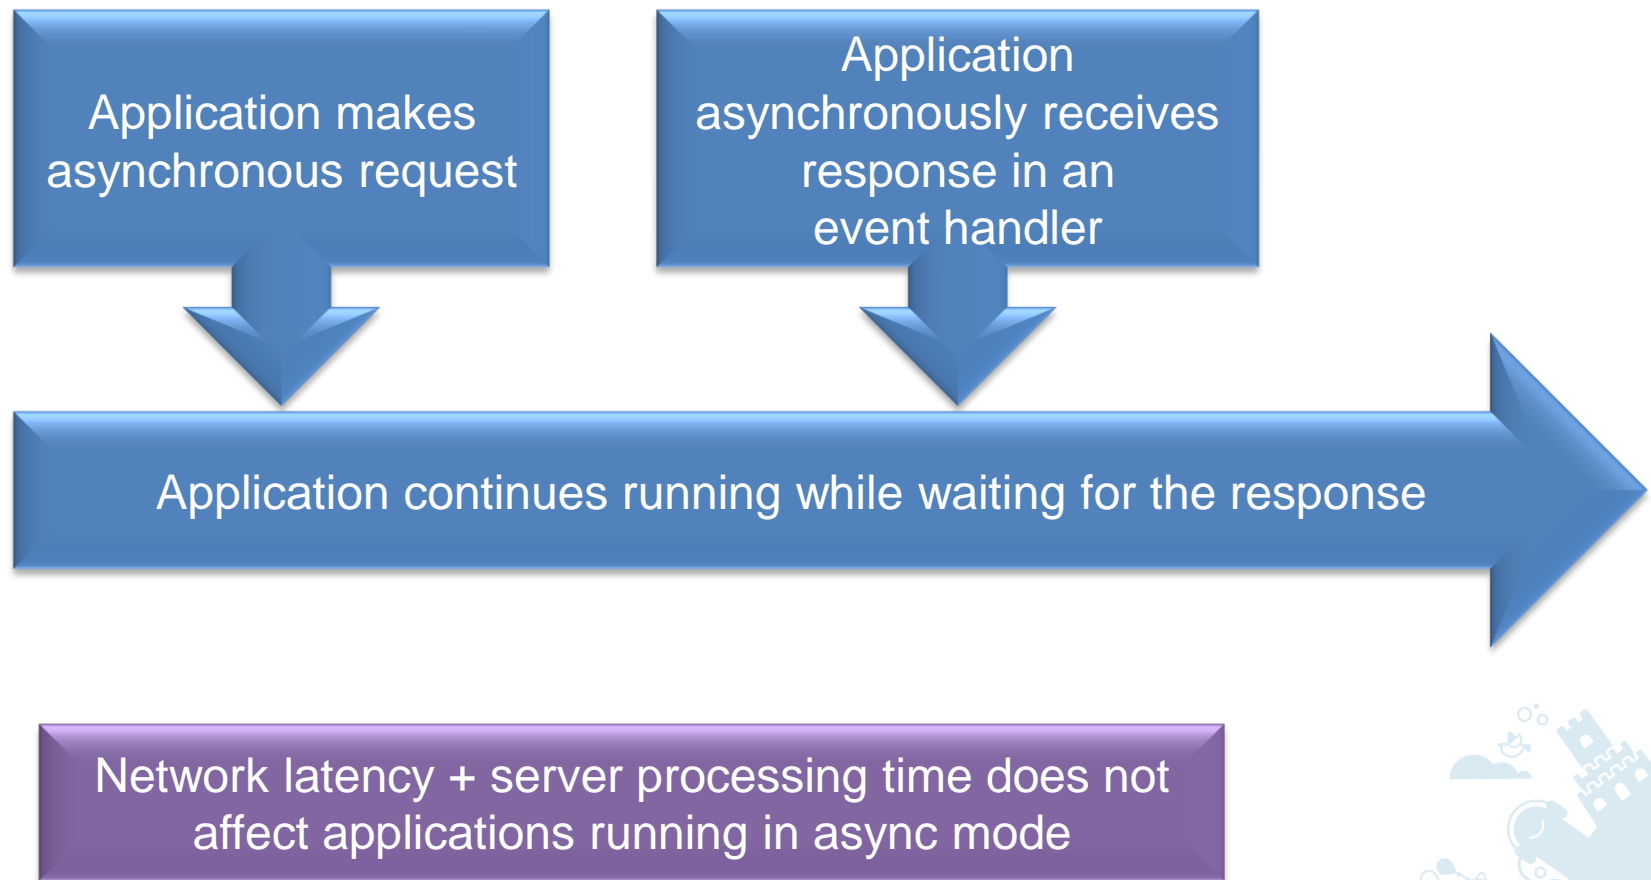 Application makes
asynchronous request
Application
asynchronously receives
response in an
event handler
Application continues running while waiting for the response
Network latency + server processing time does not
affect applications running in async mode